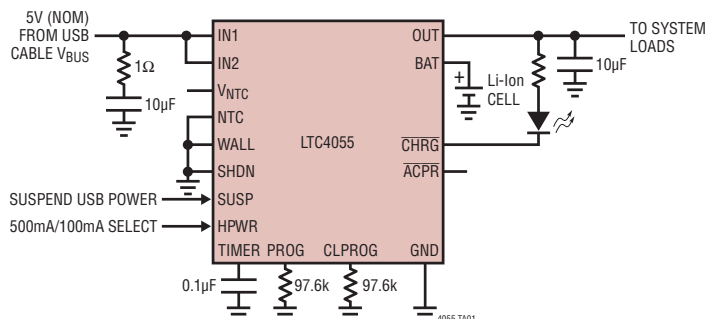 5V (NOM)
FROM USB
CABLE VBUS
1Ω
10µF
IN1
IN2
VNTC
NTC
WALL
SHDN
SUSP
HPWR
SUSPEND USB POWER
500mA/100mA SELECT
LTC4055
OUT
BAT
CHRG
ACPR
TIMER PROG CLPROG GND
+
Li-Ion
CELL
10µF
TO SYSTEM
LOADS
0.1µF
97.6k
97.6k
4055 TA01